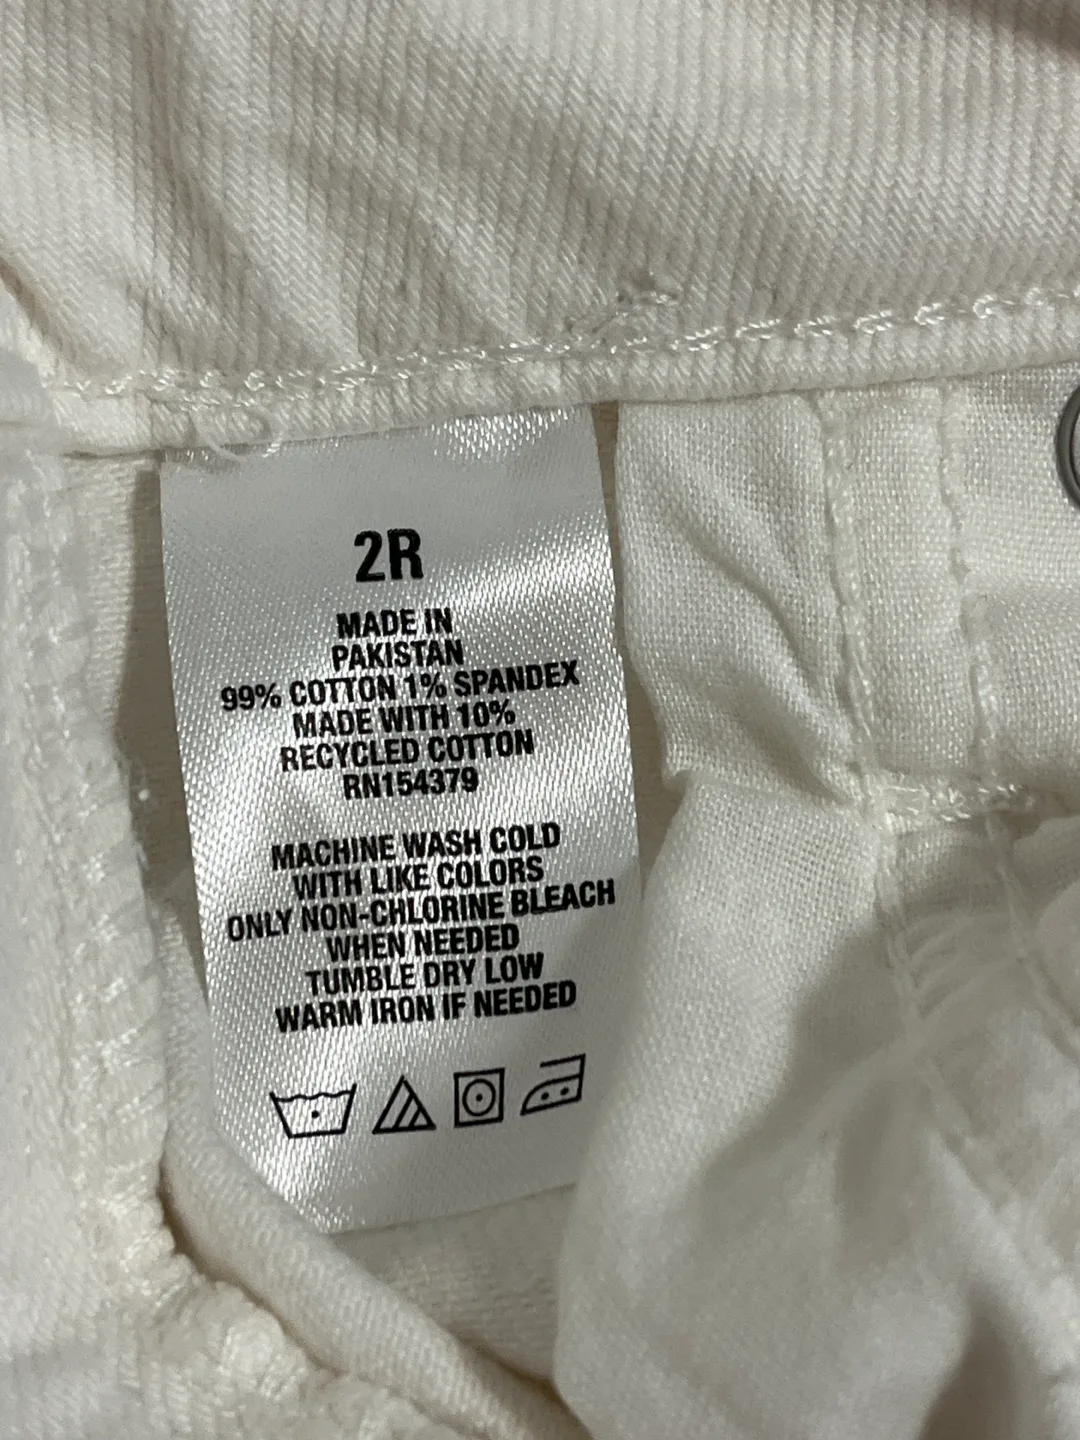 2R
MADE IN
PAKISTAN
99% COTTON 1% SPANDEX
MADE WITH 10%
RECYCLED COTTON
RN154379
MACHINE WASH COLD
WITH LIKE COLORS
ONLY NON-CHLORINE BLEACH
WHEN NEEDED
TUMBLE DRY LOW
WARM IRON IF NEEDED